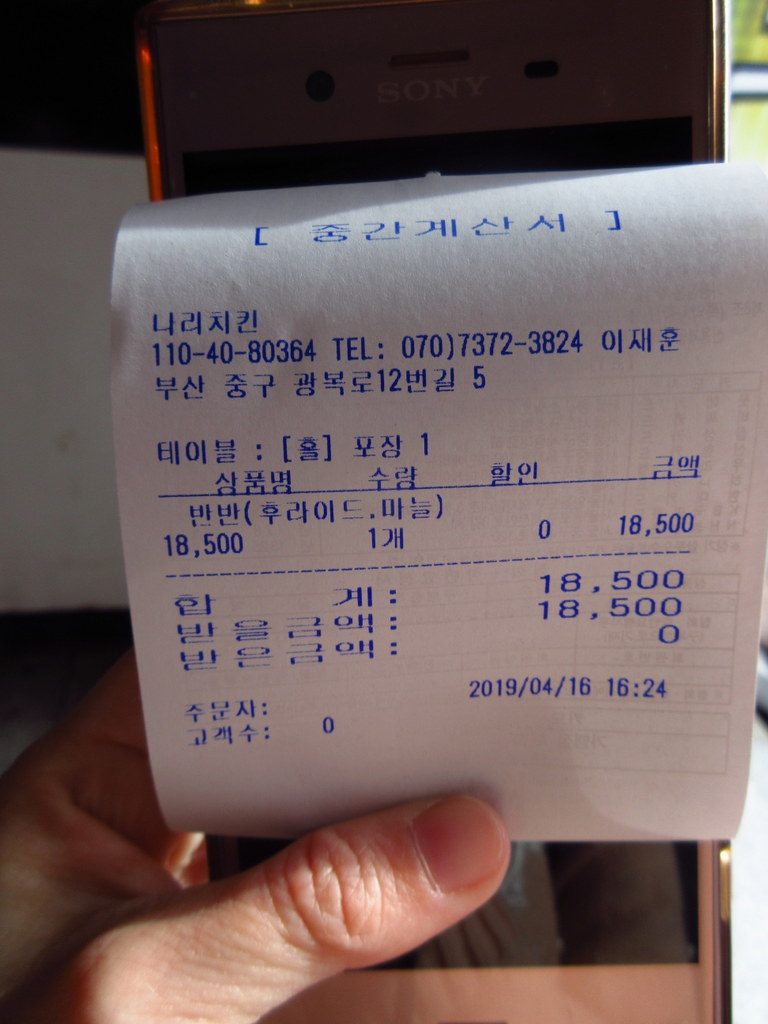 SONY
[ 중간계산서 ]
나리치킨
110-40-80364 TEL: 070)7372-3824 이재훈
부산 중구 광복로12번길 5
테이블 : [홀] 포장 1
상품명 수량 할인 금액
반반(후라이드.마늘)
18,500 1개 0 18,500
합 계: 18,500
받을금액: 18,500
받은금액: 0
2019/04/16 16:24
주문자:
고객수: 0